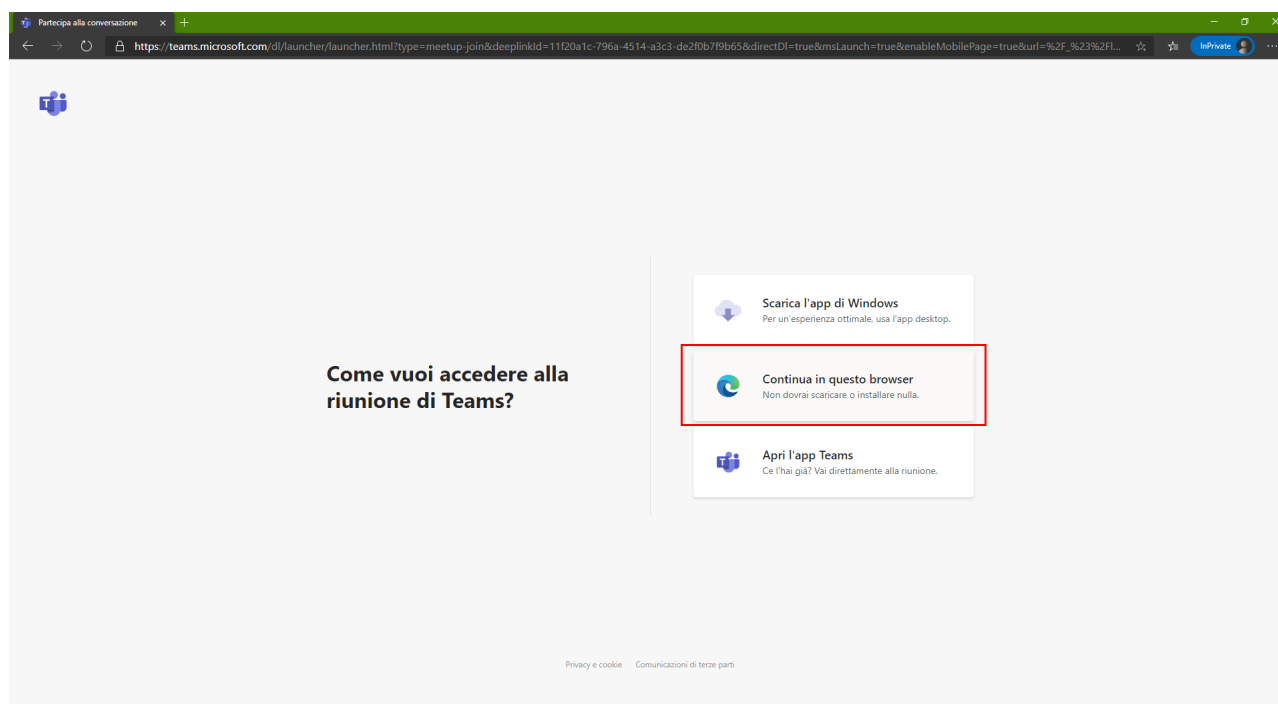 Partecipa alla conversazione
https://teams.microsoft.com/dl/launcher/launcher.html?type=meetup-join&deeplinkId=11f20a1c-796a-4514-a3c3-de2f0b7f9b65&directDl=true&msLaunch=true&enableMobilePage=true&url=%2F_%23%2Fl...
InPrivate
Scarica l'app di Windows
Per un'esperienza ottimale, usa l'app desktop.
Come vuoi accedere alla
riunione di Teams?
Continua in questo browser
Non dovrai scaricare o installare nulla.
Apri l'app Teams
Ce l'hai già? Vai direttamente alla riunione.
Privacy e cookie
Comunicazioni di terze parti